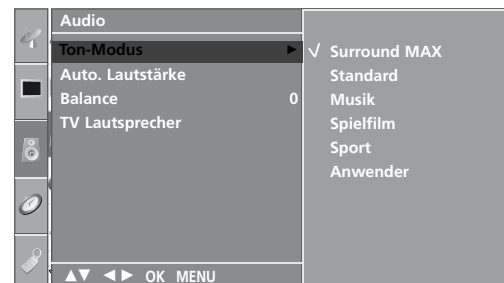 Audio
Ton-Modus ►
Auto. Lautstärke
Balance 0
TV Lautsprecher
▲▼ ◄► OK MENU
√ Surround MAX
Standard
Musik
Spielfilm
Sport
Anwender